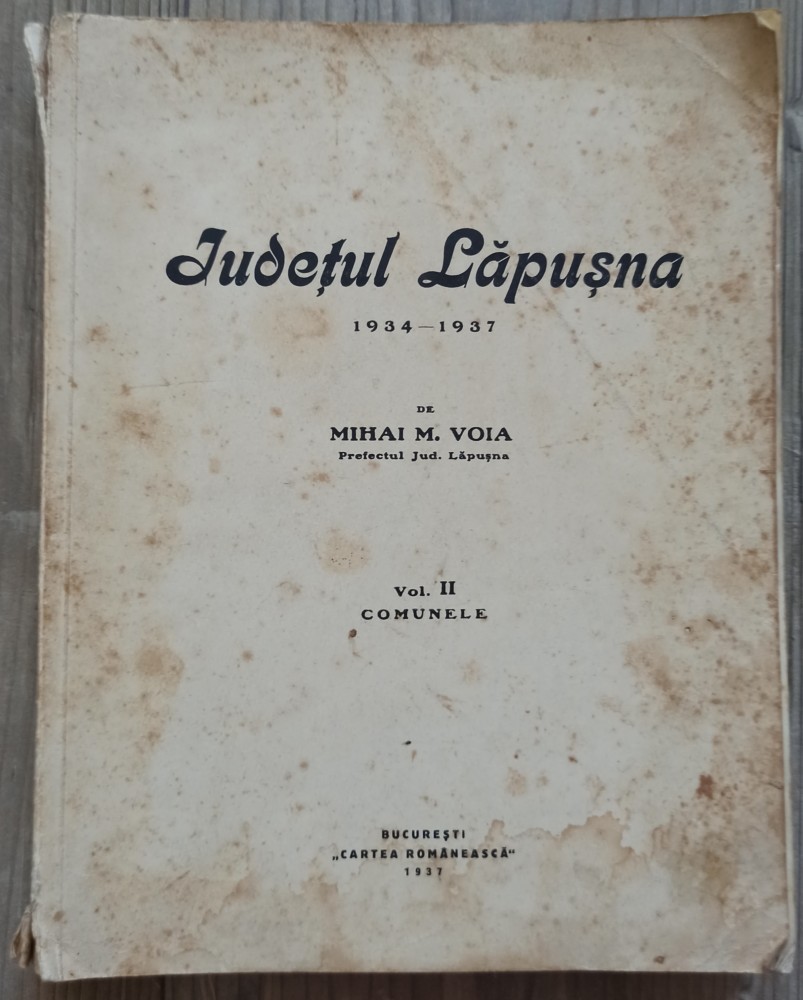 Județul Lăpușna
1934—1937
DE
MIHAI M. VOIA
Prefectul Jud. Lăpușna
Vol. II
COMUNELE
BUCUREȘTI
„CARTEA ROMÂNEASCĂ“
1937